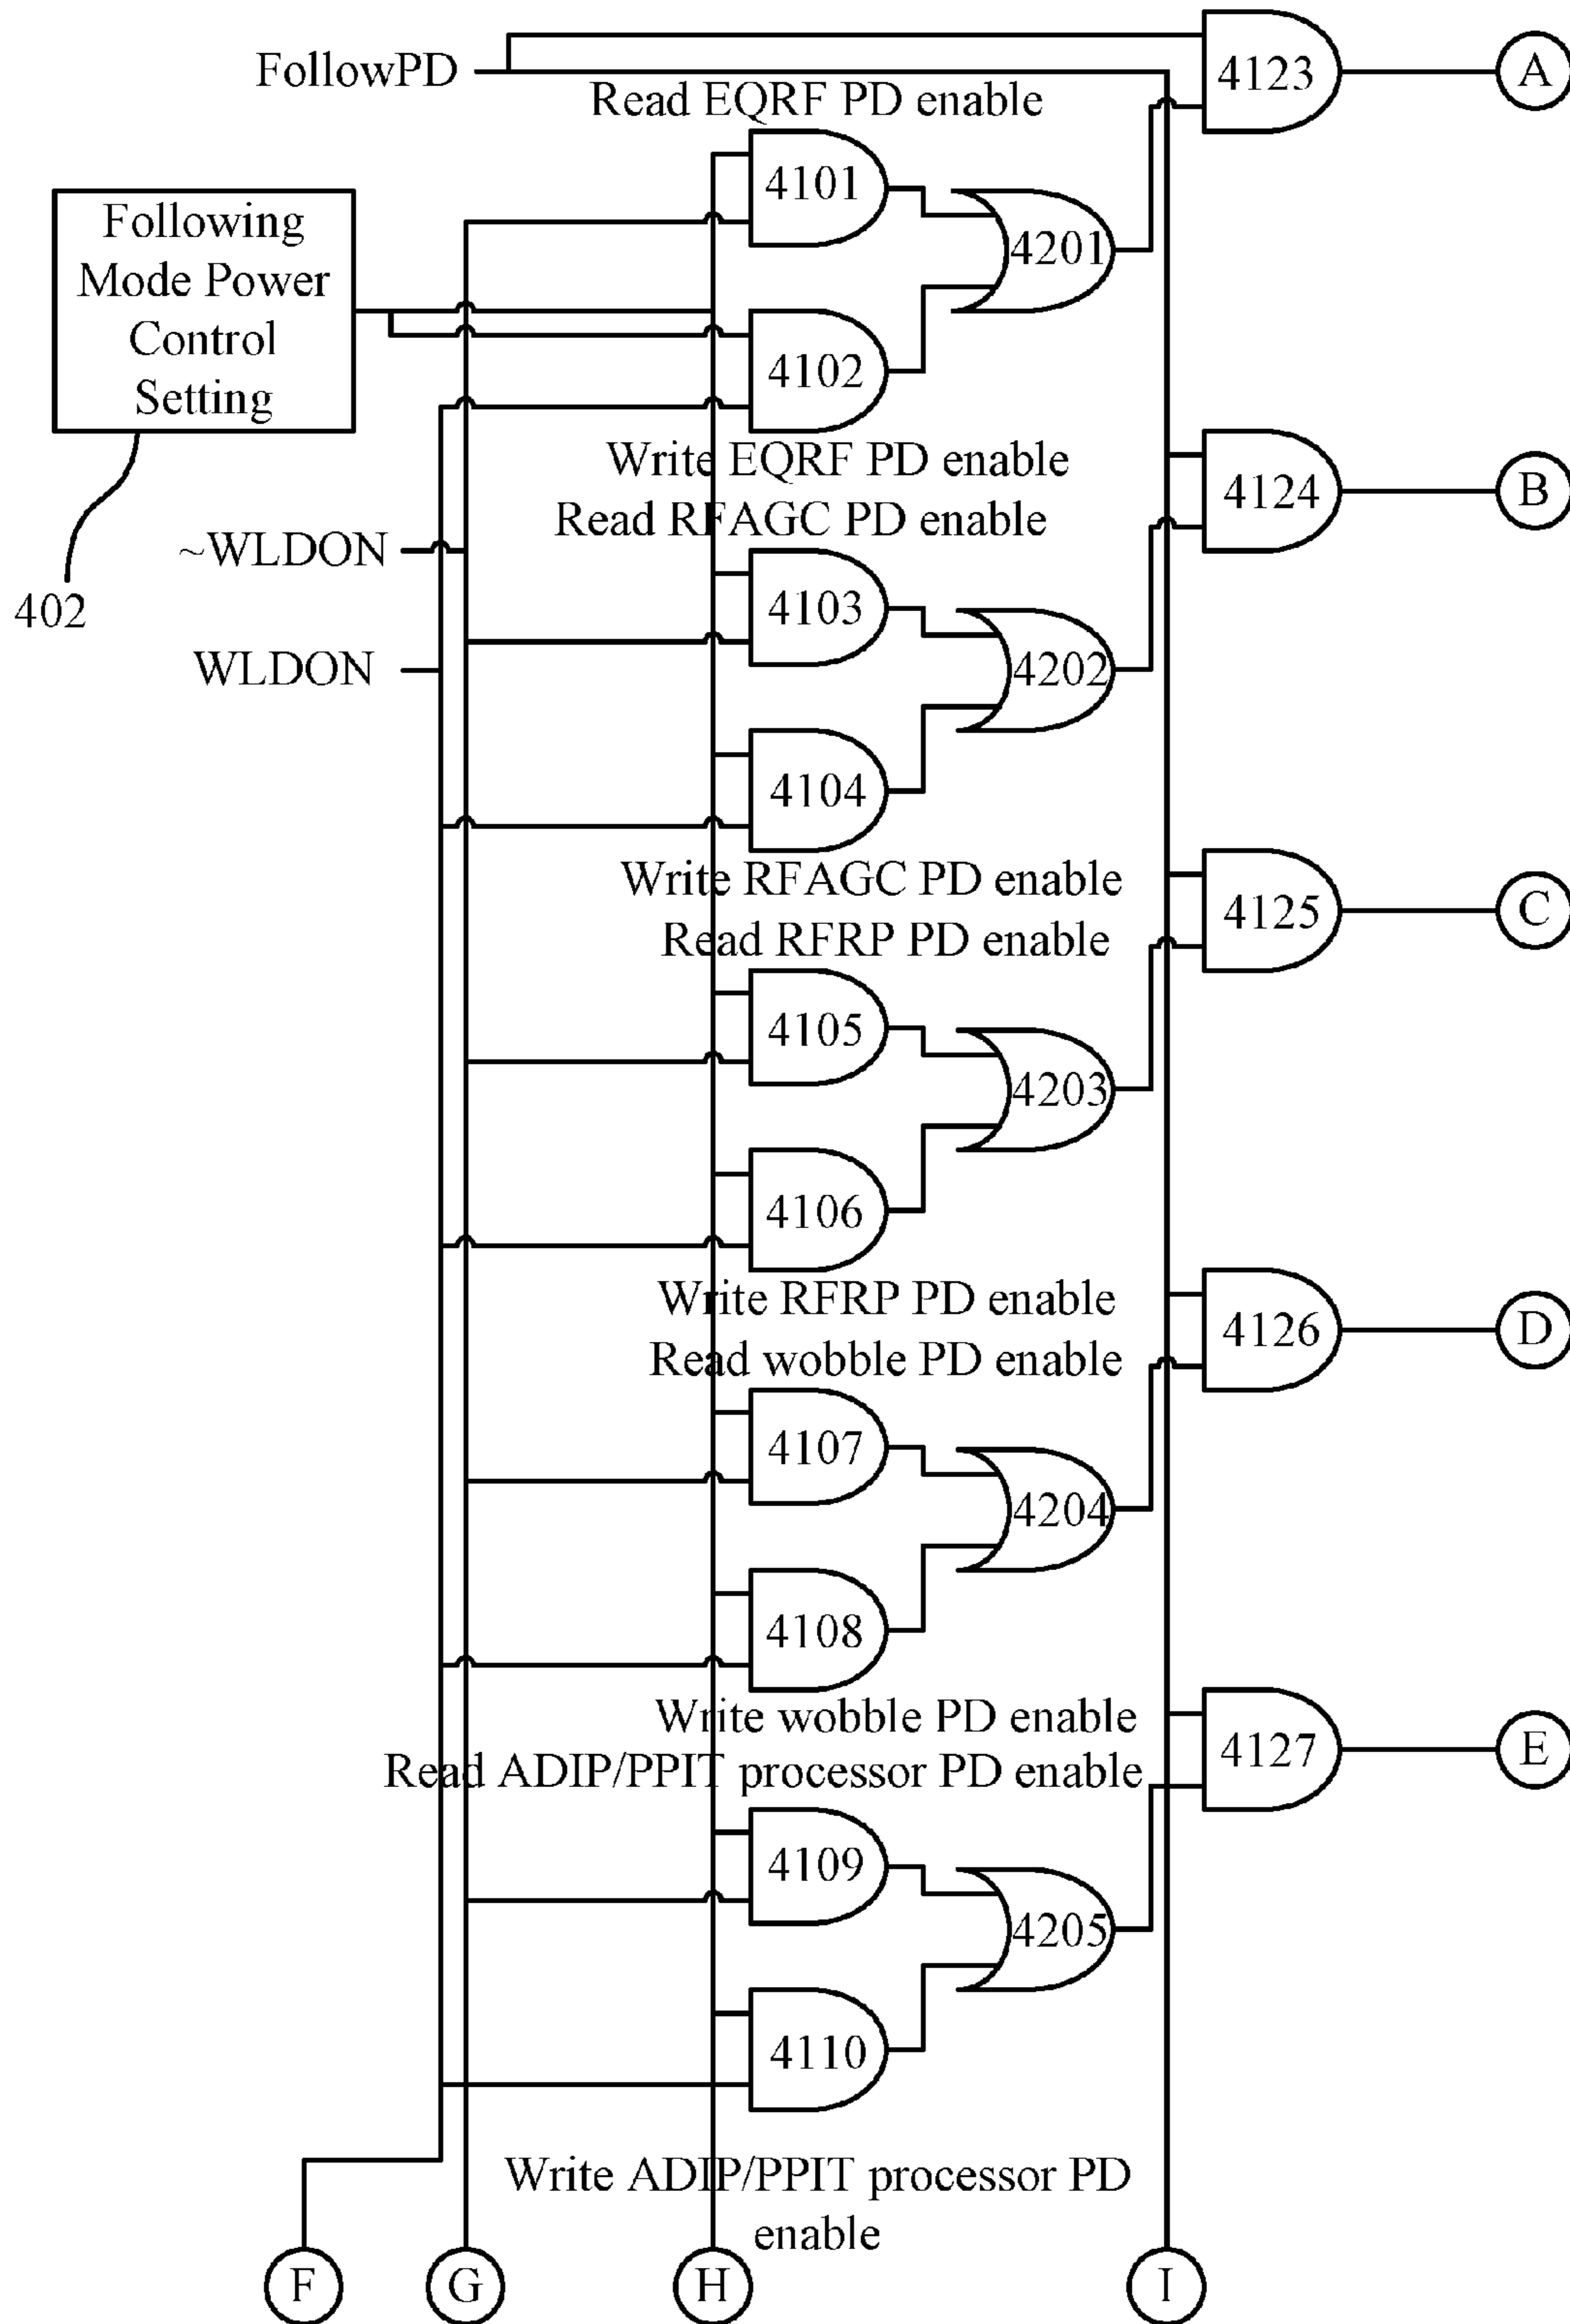 FollowPD
4123
A
Read EQRF PD enable
4101
Following
Mode Power
Control
Setting
4201
4102
Write EQRF PD enable
4124
B
Read RFAGC PD enable
~WLDON
402
4103
WLDON
4202
4104
Write RFAGC PD enable
4125
C
Read RFRP PD enable
4105
4203
4106
Write RFRP PD enable
4126
D
Read wobble PD enable
4107
4204
4108
Write wobble PD enable
4127
E
Read ADIP/PPIT processor PD enable
4109
4205
4110
Write ADIP/PPIT processor PD
enable
F
G
H
I